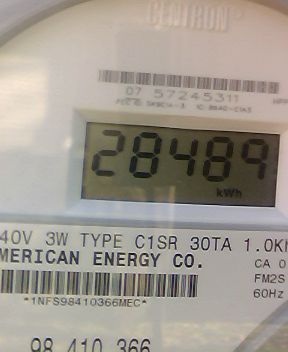 CENTRON®
07 57245311
28489
kWh
40V 3W TYPE C1SR 30TA 1.0K
MERICAN ENERGY CO.
CA 0
FM2S
60Hz
*1NFS98410366MEC*
98 410 366